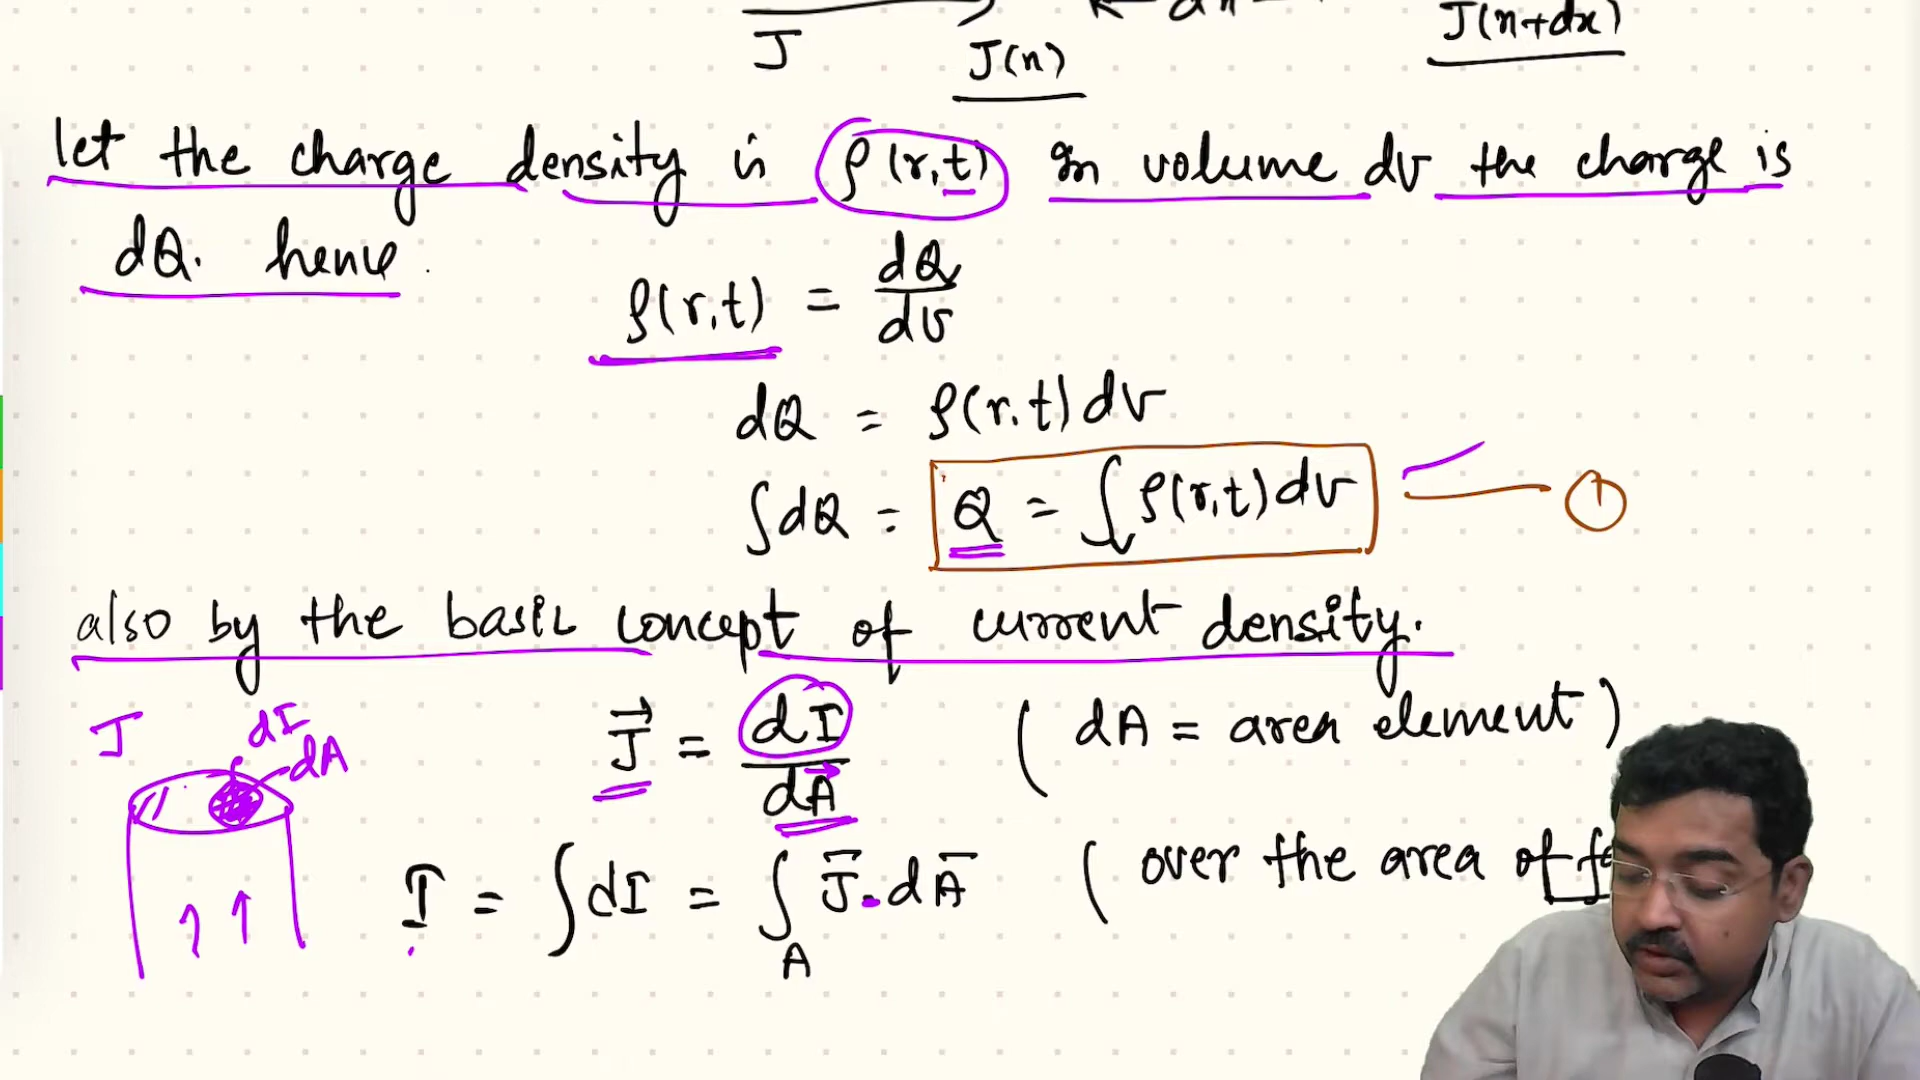 J J(n) dn J(n+dx)
let the charge density is ρ(r,t) In volume dv the charge is
dQ. hence
ρ(r,t) = dQ/dv
dQ = ρ(r,t) dv
∫dQ = Q = ∫v ρ(r,t) dv 1
also by the basic concept of current density.
J dI dA
J⃗ = dI/dA⃗ ( dA = area element )
I = ∫dI = ∫A J̅.dA̅ ( over the area of